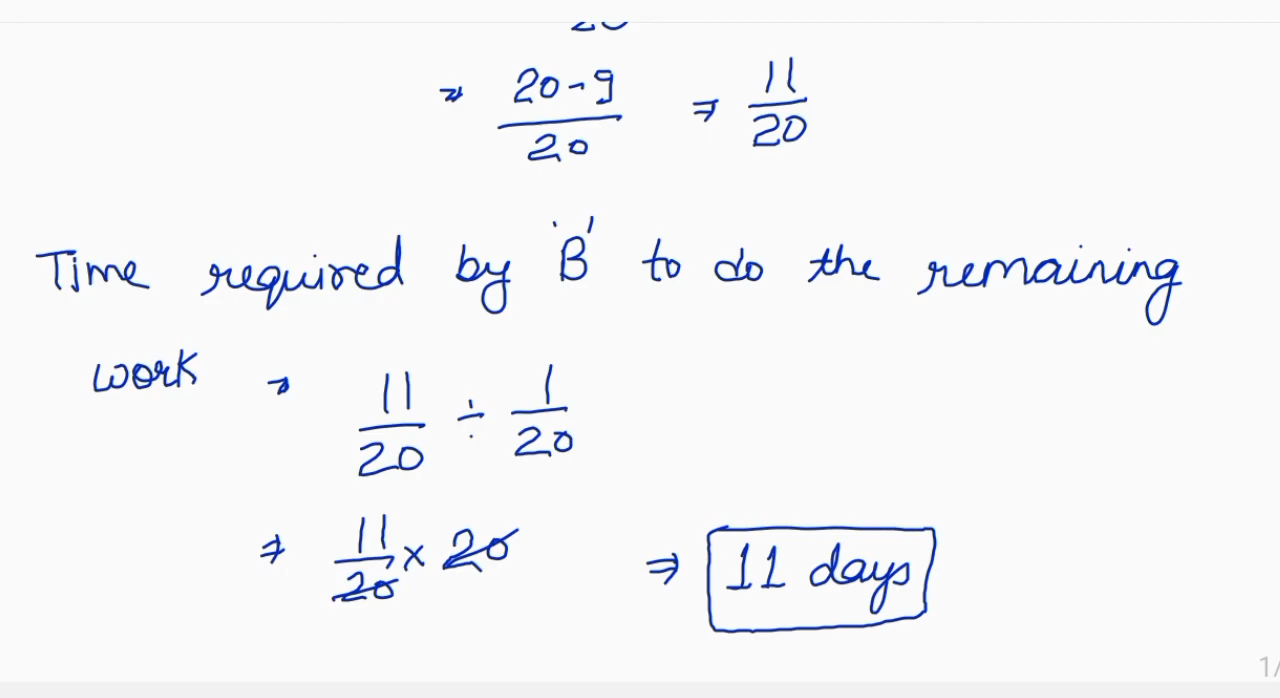 ⇒ 20-9/20 ⇒ 11/20
Time required by 'B' to do the remaining
work ⇒ 11/20 ÷ 1/20
⇒ 11/20 × 20 ⇒ 11 days
1/